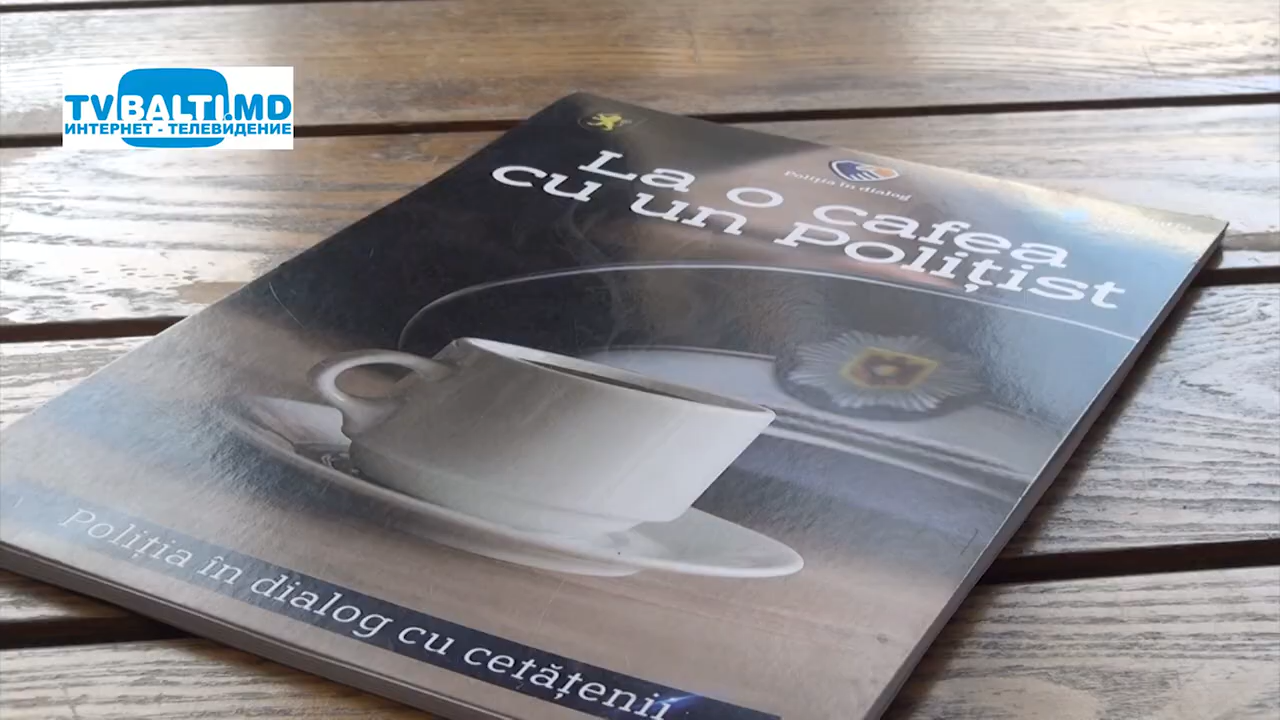 TVBALTI.MD
ИНТЕРНЕТ - ТЕЛЕВИДЕНИЕ
Poliția în dialog
La o cafea
cu un Polițist
Poliția în dialog cu cetățenii